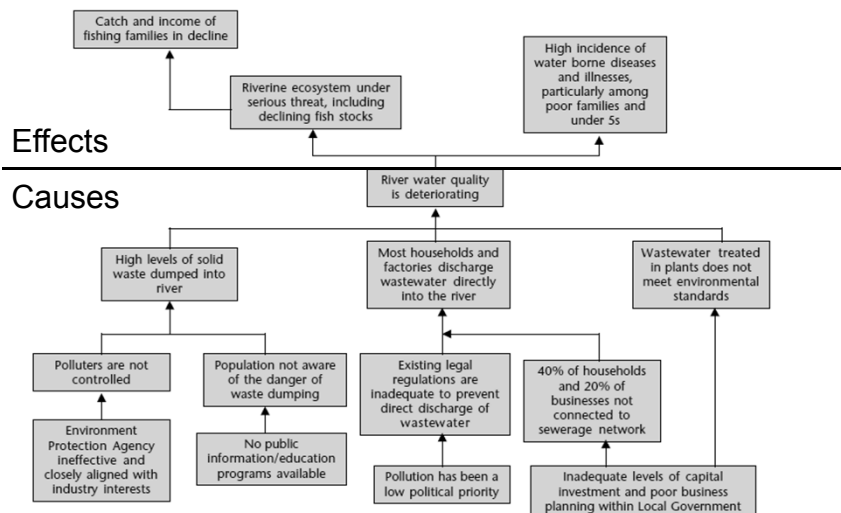 Catch and income of
fishing families in decline
High incidence of
water borne diseases
and illnesses,
particularly among
poor families and
under 5s
Riverine ecosystem under
serious threat, including
declining fish stocks
Effects
Causes
River water quality
is deteriorating
High levels of solid
waste dumped into
river
Most households and
factories discharge
wastewater directly
into the river
Wastewater treated
in plants does not
meet environmental
standards
Polluters are not
controlled
Population not aware
of the danger of
waste dumping
Existing legal
regulations are
inadequate to prevent
direct discharge of
wastewater
40% of households
and 20% of
businesses not
connected to
sewerage network
Environment
Protection Agency
ineffective and
closely aligned with
industry interests
No public
information/education
programs available
Pollution has been a
low political priority
Inadequate levels of capital
investment and poor business
planning within Local Government